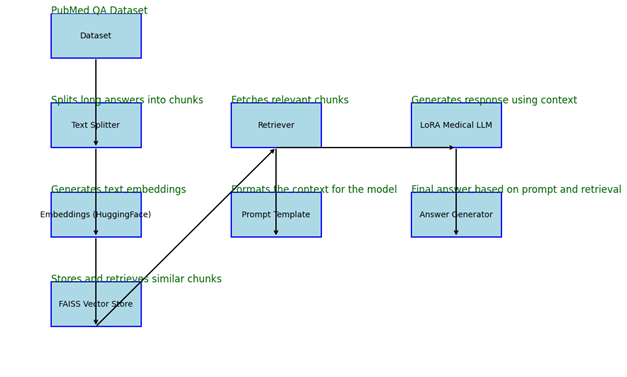 PubMed QA Dataset
Dataset
Splits long answers into chunks
Text Splitter
Fetches relevant chunks
Retriever
Generates response using context
LoRA Medical LLM
Generates text embeddings
Embeddings (HuggingFace)
Formats the context for the model
Prompt Template
Final answer based on prompt and retrieval
Answer Generator
Stores and retrieves similar chunks
FAISS Vector Store